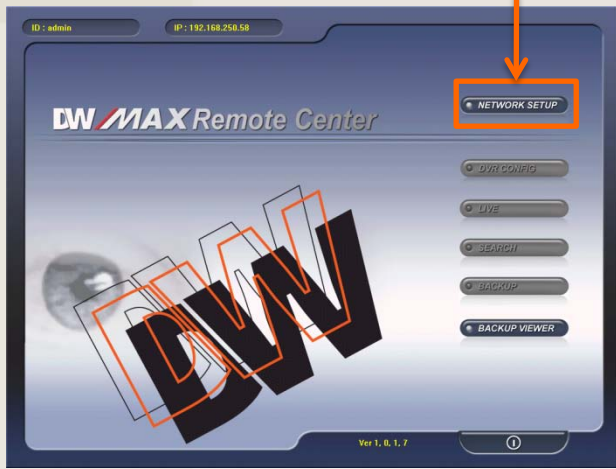 ID : admin
IP : 192.168.250.58
DW MAX Remote Center
NETWORK SETUP
DVR CONFIG
LIVE
SEARCH
BACKUP
BACKUP VIEWER
DW
Ver 1, 0, 1, 7